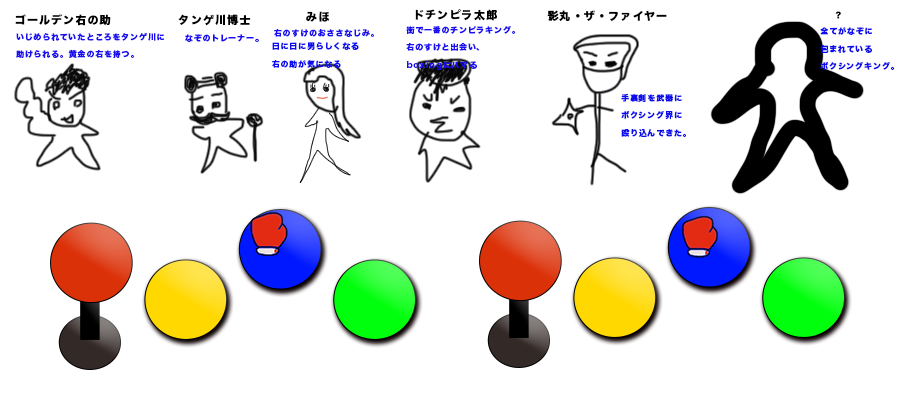 ゴールデン右の助
いじめられていたところをタンゲ川に
助けられる。黄金の右を持つ。
タンゲ川博士
なぞのトレーナー。
みほ
右のすけのおささなじみ。
日に日に男らしくなる
右の助が気になる
ドチンピラ太郎
街で一番のチンピラキング。
右のすけと出会い、
影丸・ザ・ファイヤー
手裏剣を武器に
ボクシング界に
殴り込んできた。
?
全てがなぞに
包まれている
ボクシングキング。